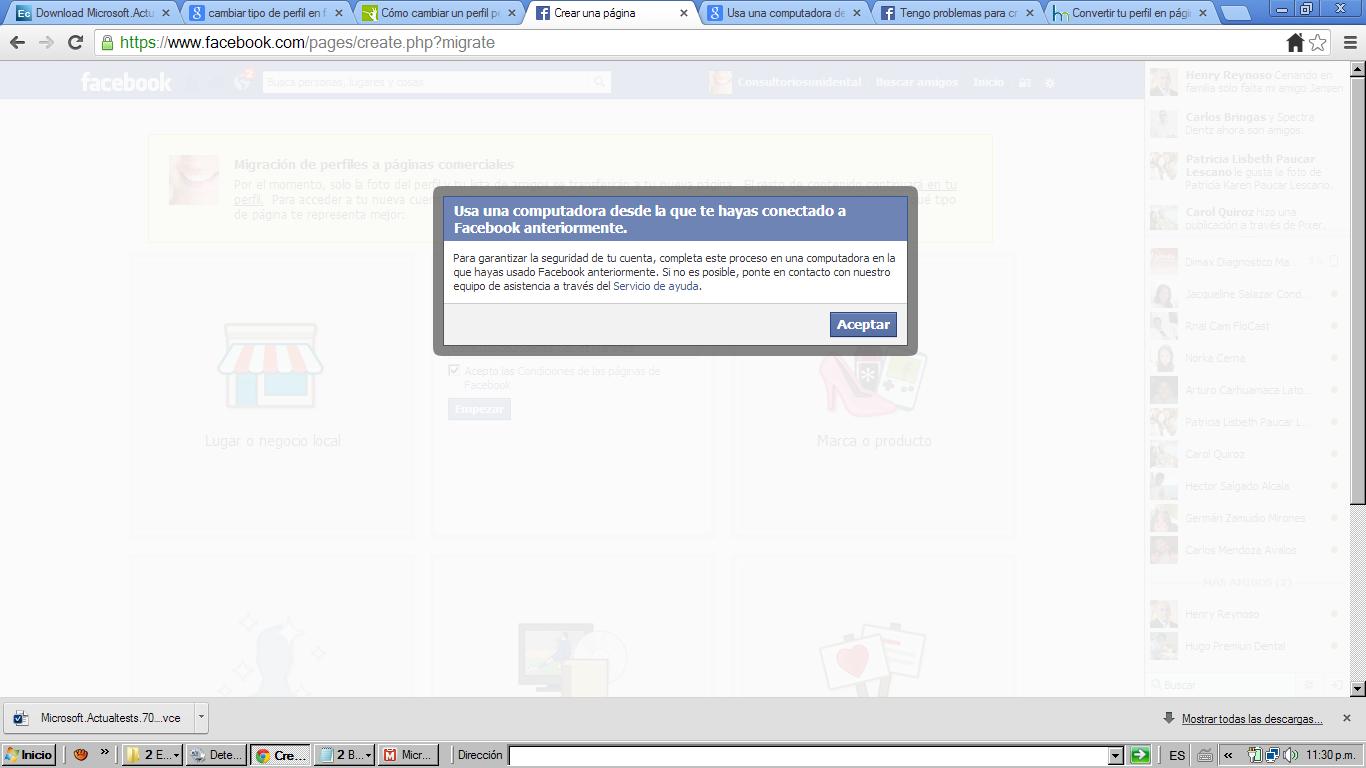 Download Microsoft.Actu
cambiar tipo de perfil en f
Cómo cambiar un perfil pe
Crear una página
Usa una computadora de
Tengo problemas para cr
Convertir tu perfil en pági
https://www.facebook.com/pages/create.php?migrate
facebook
2
Busca personas, lugares y cosas
Consultoriosunidental
Buscar amigos
Inicio
Migración de perfiles a páginas comerciales
Por el momento, solo la foto del perfil y tu lista de amigos se transferirán a tu nueva página. El resto de contenido continuará en tu
perfil. Para acceder a tu nueva cuen
qué tipo
de página te representa mejor:
Usa una computadora desde la que te hayas conectado a
Facebook anteriormente.
Para garantizar la seguridad de tu cuenta, completa este proceso en una computadora en la
que hayas usado Facebook anteriormente. Si no es posible, ponte en contacto con nuestro
equipo de asistencia a través del Servicio de ayuda.
Aceptar
Acepto las Condiciones de las páginas de
Facebook
Empezar
Lugar o negocio local
Marca o producto
Henry Reynoso Cenando en
familia solo falta mi amigo Jansen
Carlos Bringas y Spectra
Dentz ahora son amigos.
Patricia Lisbeth Paucar
Lescano le gusta la foto de
Patricia Karen Paucar Lescano.
Carol Quiroz hizo una
publicación a través de Pixer.
Dimax Diagnostico Ma...
Jacqueline Salazar Cond...
Rnal Cam FloCast
Norka Cerna
Arturo Carhuamaca Lato...
Patricia Lisbeth Paucar L...
Carol Quiroz
Hector Salgado Alcala
Germán Zamudio Mirones
Carlos Mendoza Avalos
MÁS AMIGOS (2)
Henry Reynoso
Hugo Premiun Dental
Buscar
Microsoft.Actualtests.70....vce
Mostrar todas las descargas...
Inicio
»
2 E...
Dete...
Cre...
2 B...
Micr...
Dirección
ES
«
11:30 p.m.